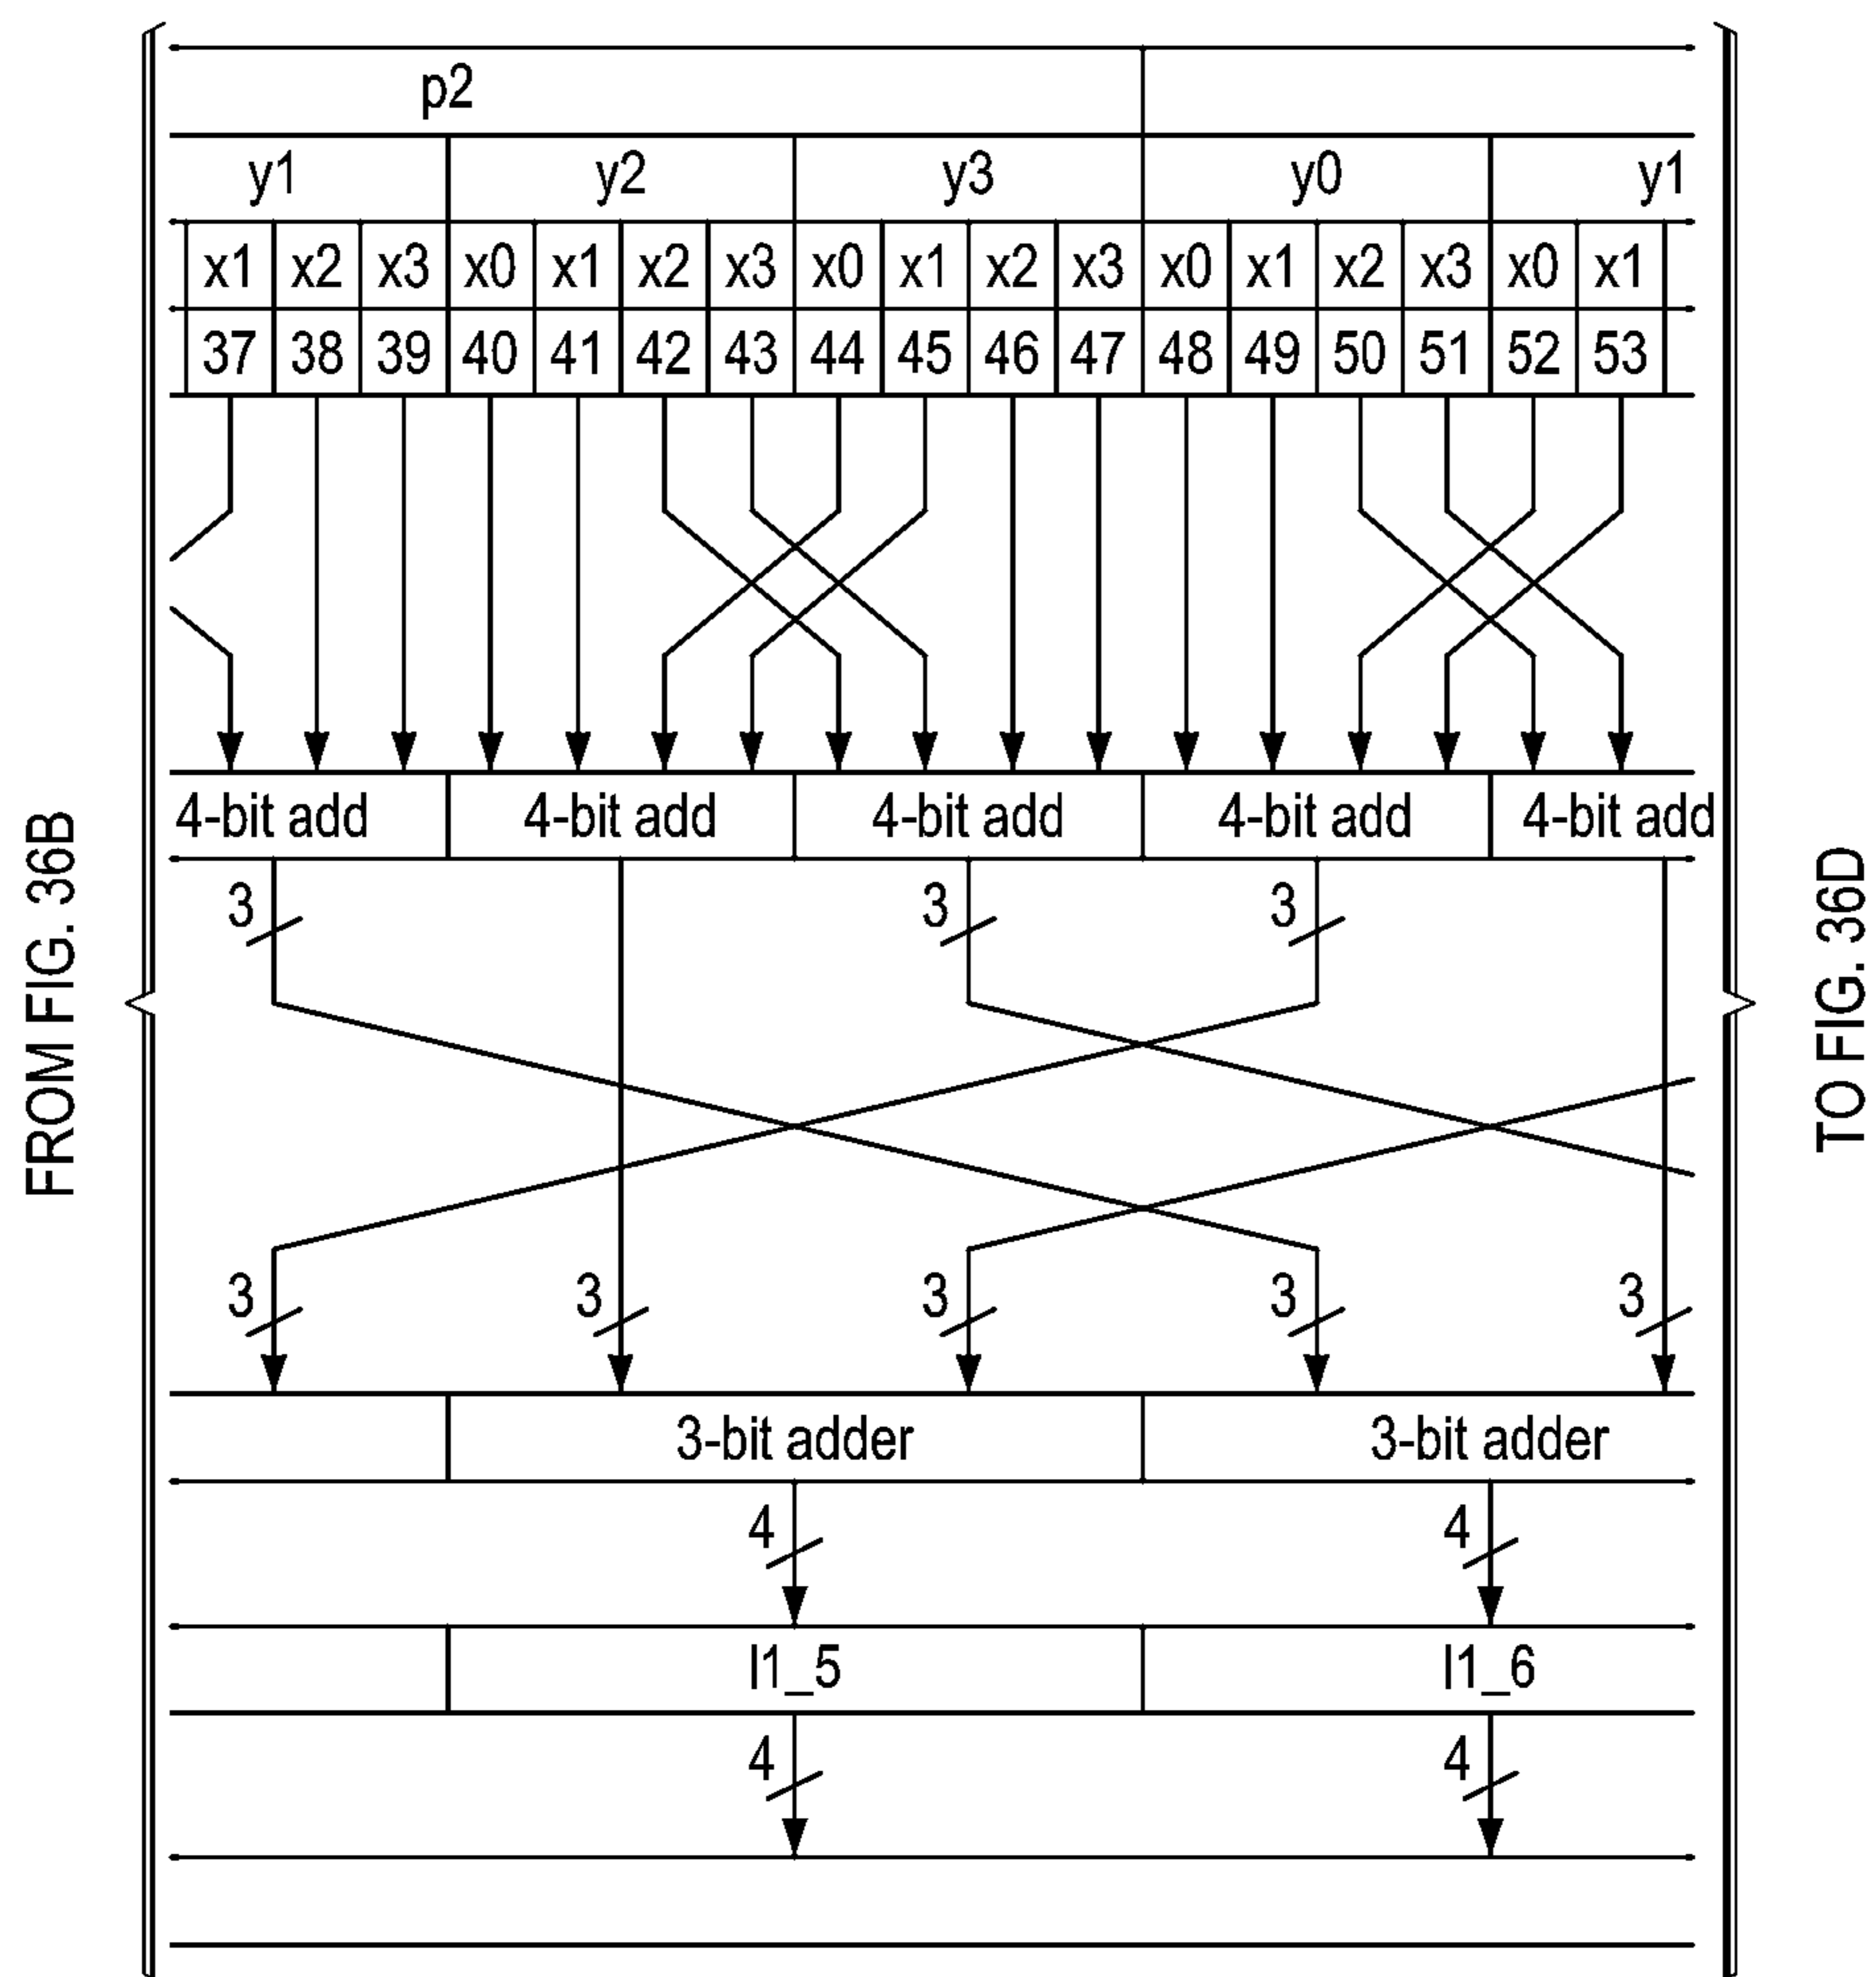 p2
y1 y2 y3 y0 y1
x1 x2 x3 x0 x1 x2 x3 x0 x1 x2 x3 x0 x1 x2 x3 x0 x1
37 38 39 40 41 42 43 44 45 46 47 48 49 50 51 52 53
4-bit add 4-bit add 4-bit add 4-bit add 4-bit add
3 3 3
3 3 3 3 3
3-bit adder 3-bit adder
4 4
l1_5 l1_6
4 4
FROM FIG. 36B
TO FIG. 36D